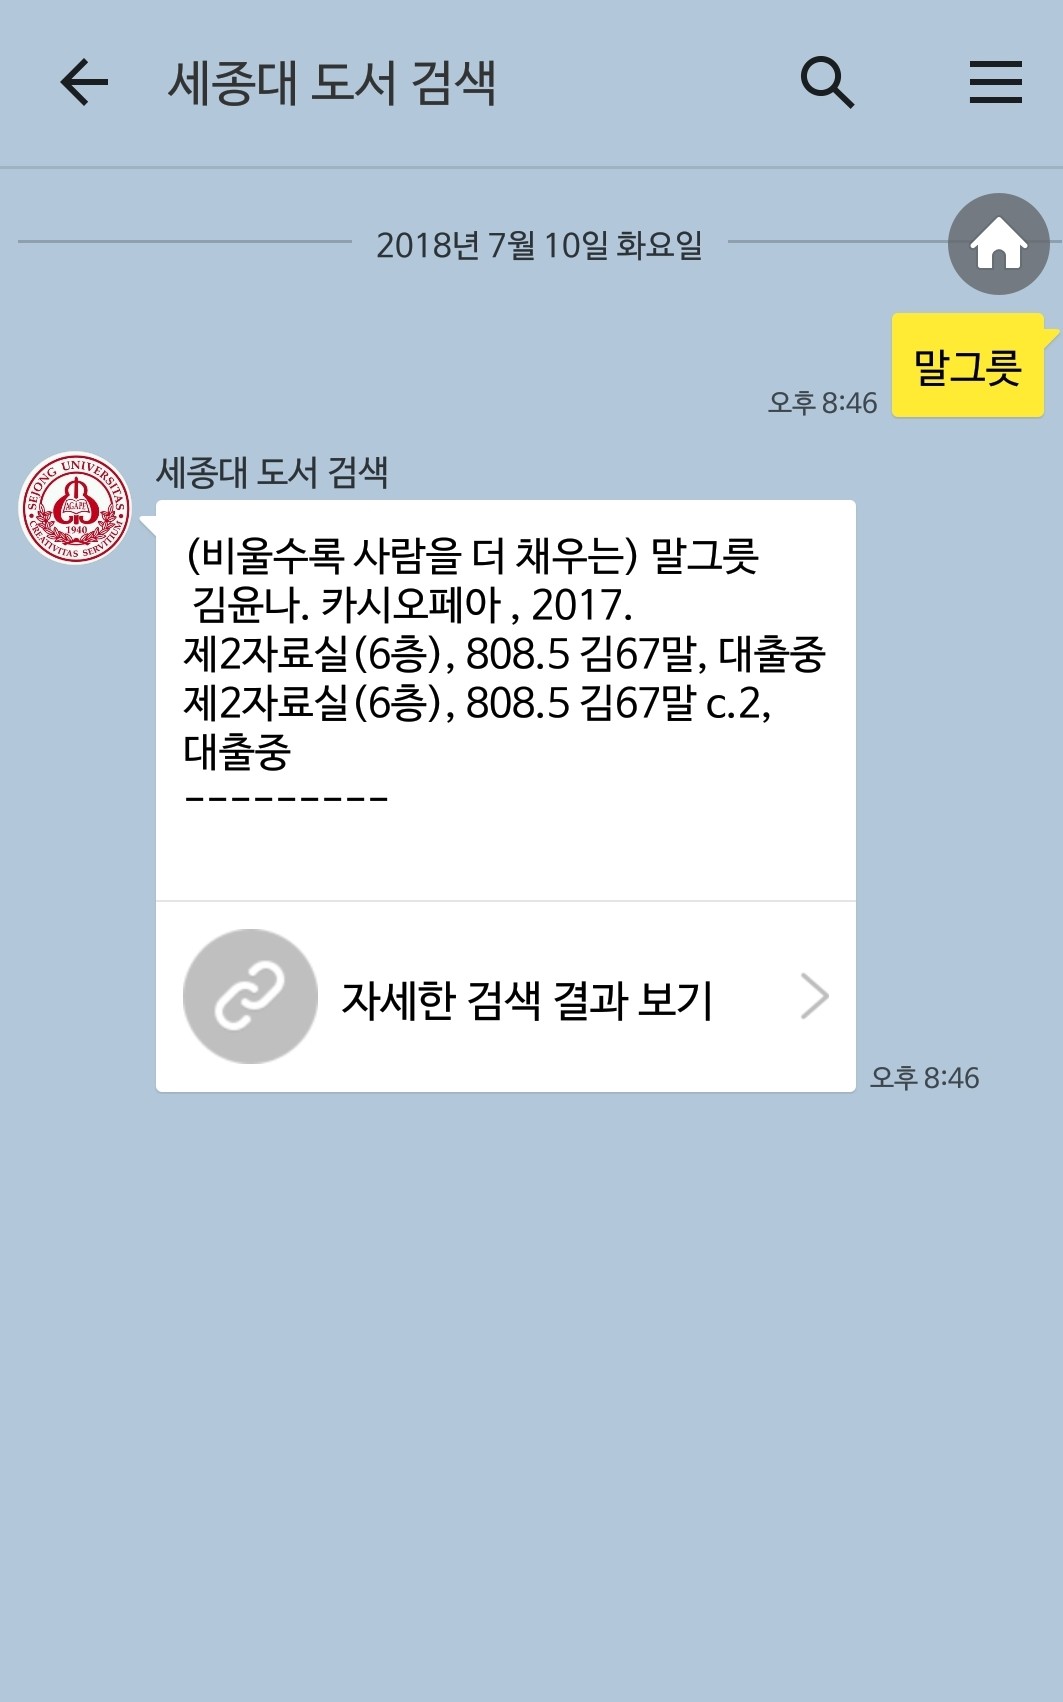 세종대 도서 검색
2018년 7월 10일 화요일
말그릇
오후 8:46
세종대 도서 검색
SEJONG UNIVERSITAS
AGAPE
1940
CREATIVITAS SERVITIUM
(비울수록 사람을 더 채우는) 말그릇
김윤나. 카시오페아 , 2017.
제2자료실(6층), 808.5 김67말, 대출중
제2자료실(6층), 808.5 김67말 c.2,
대출중
---------
자세한 검색 결과 보기
오후 8:46